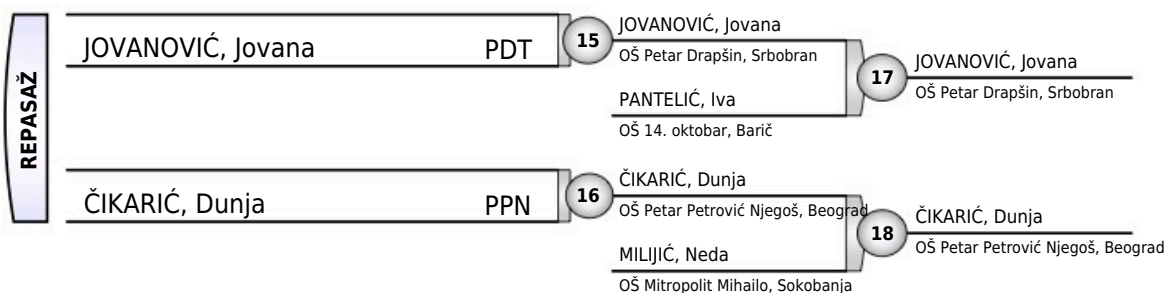 REPASAŽ
JOVANOVIĆ, Jovana PDT
15
JOVANOVIĆ, Jovana
OŠ Petar Drapšin, Srbobran
PANTELIĆ, Iva
OŠ 14. oktobar, Barič
17
JOVANOVIĆ, Jovana
OŠ Petar Drapšin, Srbobran
ČIKARIĆ, Dunja PPN
16
ČIKARIĆ, Dunja
OŠ Petar Petrović Njegoš, Beograd
MILIJIĆ, Neda
OŠ Mitropolit Mihailo, Sokobanja
18
ČIKARIĆ, Dunja
OŠ Petar Petrović Njegoš, Beograd